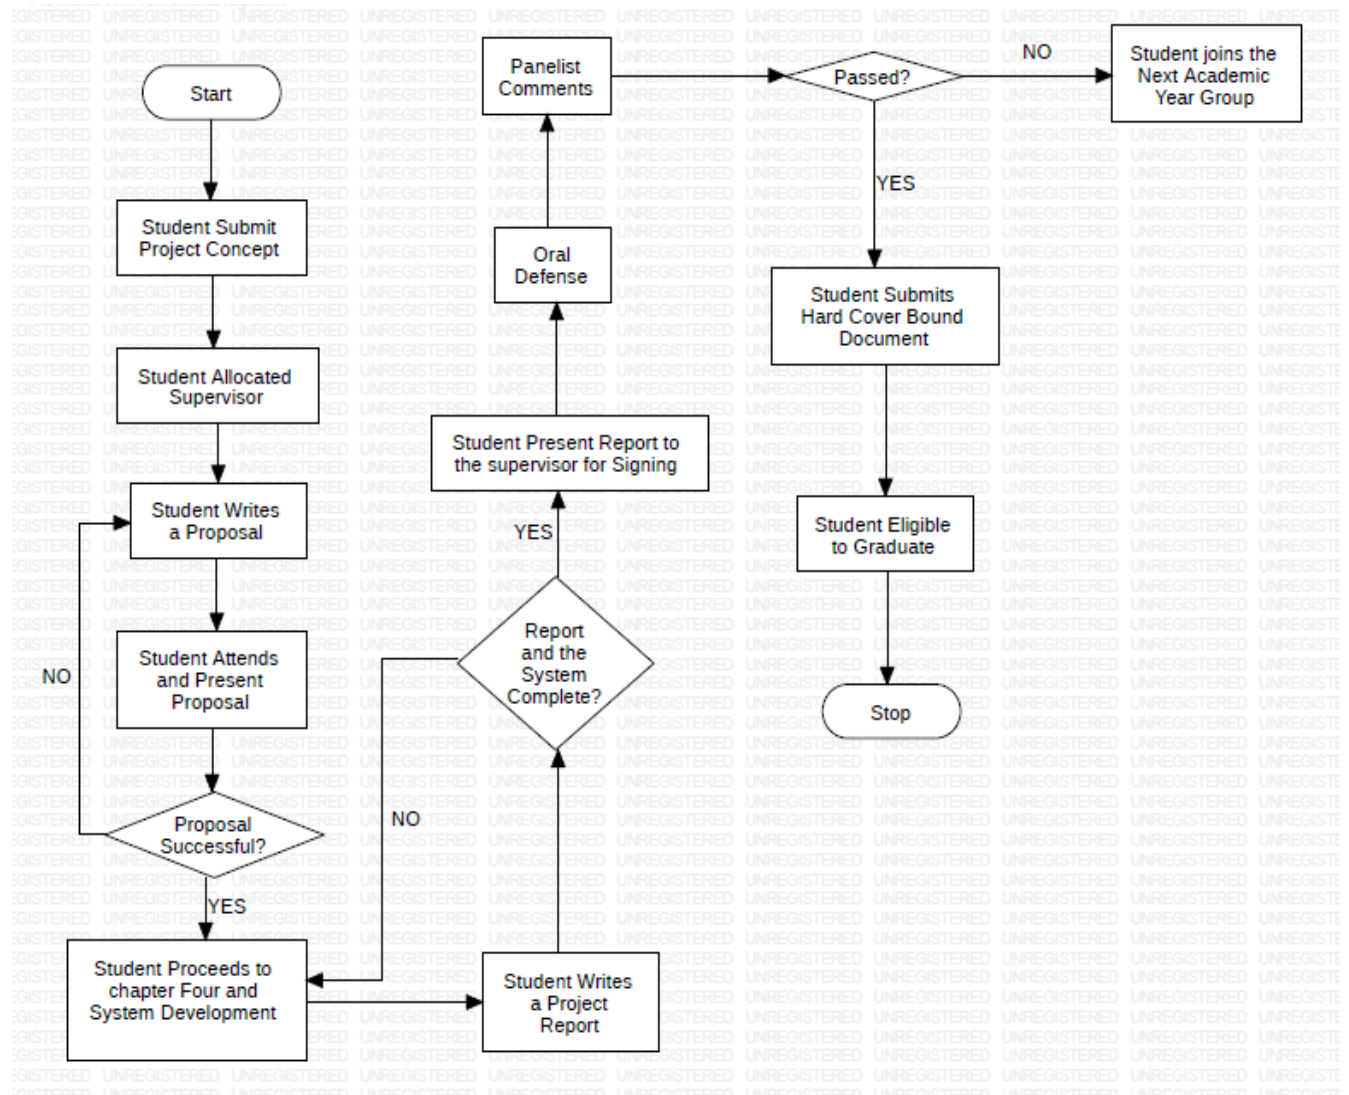 Start
Student Submit
Project Concept
Student Allocated
Supervisor
Student Writes
a Proposal
Student Attends
and Present
Proposal
NO
Proposal
Successful?
YES
Student Proceeds to
chapter Four and
System Development
Student Writes
a Project
Report
NO
Report
and the
System
Complete?
YES
Student Present Report to
the supervisor for Signing
Oral
Defense
Panelist
Comments
Passed?
NO
Student joins the
Next Academic
Year Group
YES
Student Submits
Hard Cover Bound
Document
Student Eligible
to Graduate
Stop
UNREGISTERED